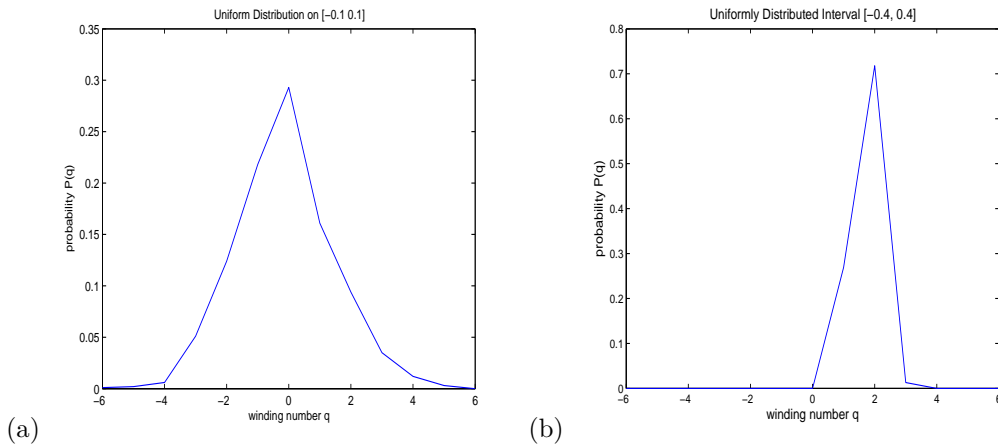 Uniform Distribution on [−0.1 0.1]
0.35
0.3
0.25
0.2
0.15
0.1
0.05
0
probability P(q)
−6 −4 −2 0 2 4 6
winding number q
(a)
Uniformly Distributed Interval [−0.4, 0.4]
0.8
0.7
0.6
0.5
0.4
0.3
0.2
0.1
0
probability P(q)
−6 −4 −2 0 2 4 6
winding number q
(b)